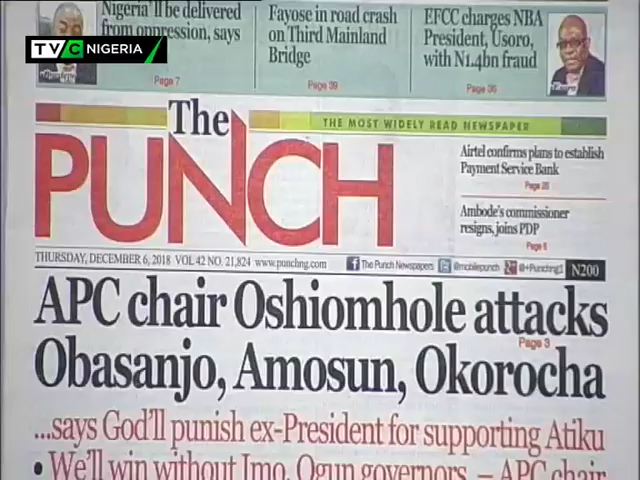 TVC NIGERIA
Nigeria'll be delivered
from oppression, says
Page 7
Fayose in road crash
on Third Mainland
Bridge
Page 39
EFCC charges NBA
President, Usoro,
with N1.4bn fraud
Page 36
Usoro
The
PUNCH
THE MOST WIDELY READ NEWSPAPER
Airtel confirms plans to establish
Payment Service Bank
Page 25
Ambode's commissioner
resigns, joins PDP
Page 6
THURSDAY, DECEMBER 6, 2018 VOL 42 NO. 21,824 www.punchng.com The Punch Newspapers @mobilepunch N200
APC chair Oshiomhole attacks
Page 3
Obasanjo, Amosun, Okorocha
...says God'll punish ex-President for supporting Atiku
• We'll win without Imo, Ogun governors, – APC chair